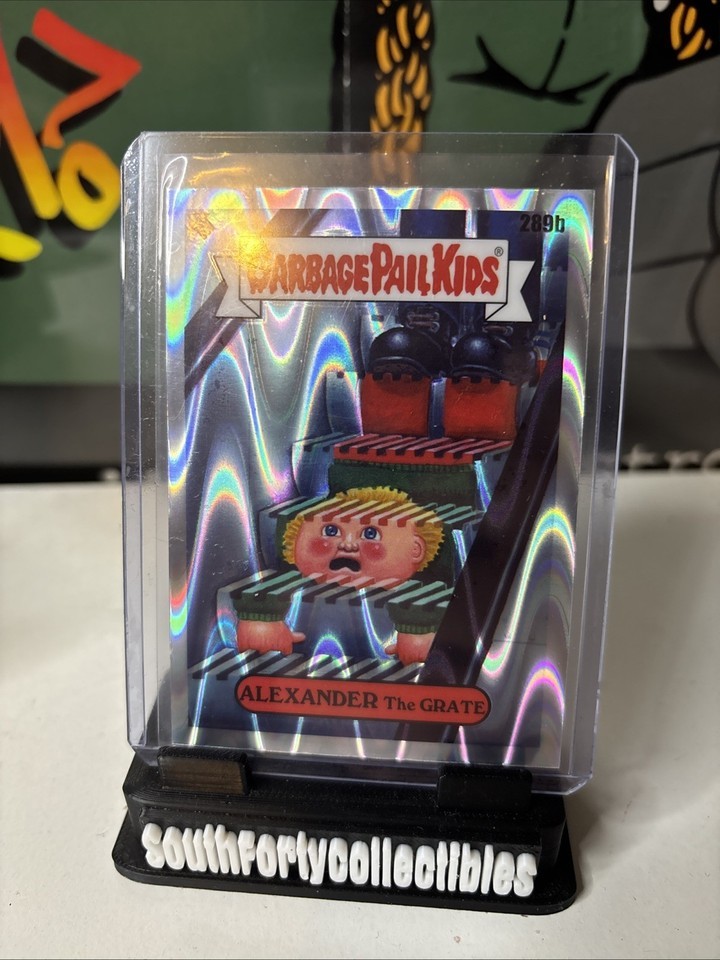 289b
GARBAGE PAIL KIDS®
ALEXANDER The GRATE
southfortycollectibles